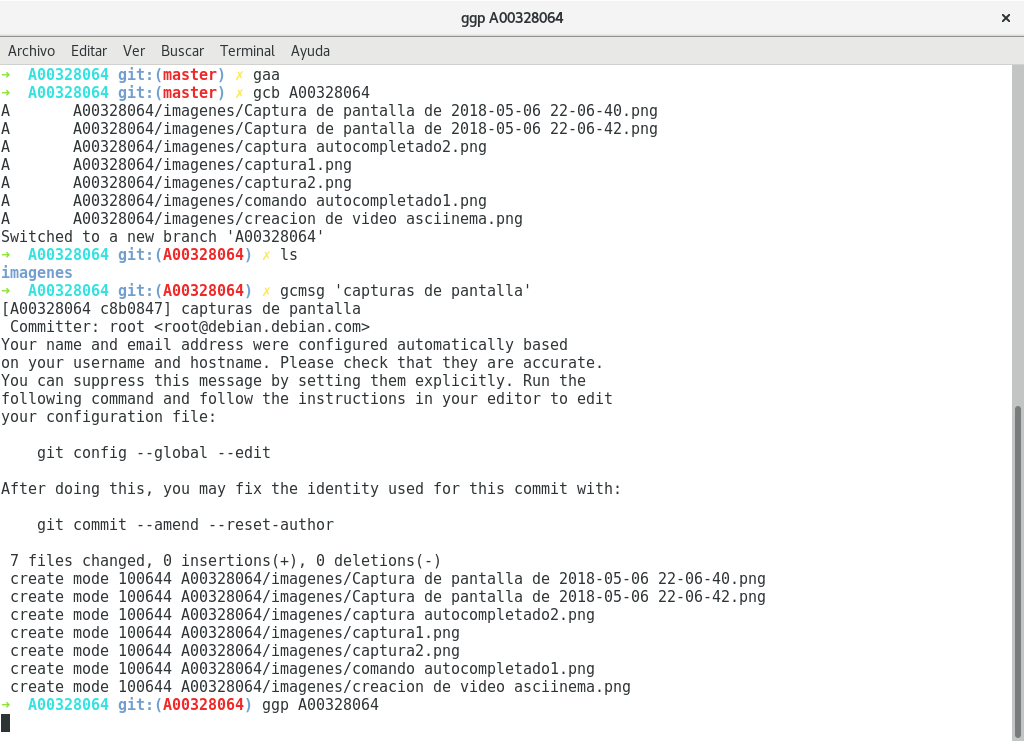 ggp A00328064 ×
Archivo Editar Ver Buscar Terminal Ayuda
➜  A00328064 git:(master) ✗ gaa
➜  A00328064 git:(master) ✗ gcb A00328064
A       A00328064/imagenes/Captura de pantalla de 2018-05-06 22-06-40.png
A       A00328064/imagenes/Captura de pantalla de 2018-05-06 22-06-42.png
A       A00328064/imagenes/captura autocompletado2.png
A       A00328064/imagenes/captura1.png
A       A00328064/imagenes/captura2.png
A       A00328064/imagenes/comando autocompletado1.png
A       A00328064/imagenes/creacion de video asciinema.png
Switched to a new branch 'A00328064'
➜  A00328064 git:(A00328064) ✗ ls
imagenes
➜  A00328064 git:(A00328064) ✗ gcmsg 'capturas de pantalla'
[A00328064 c8b0847] capturas de pantalla
 Committer: root <root@debian.debian.com>
Your name and email address were configured automatically based
on your username and hostname. Please check that they are accurate.
You can suppress this message by setting them explicitly. Run the
following command and follow the instructions in your editor to edit
your configuration file:

    git config --global --edit

After doing this, you may fix the identity used for this commit with:

    git commit --amend --reset-author

 7 files changed, 0 insertions(+), 0 deletions(-)
 create mode 100644 A00328064/imagenes/Captura de pantalla de 2018-05-06 22-06-40.png
 create mode 100644 A00328064/imagenes/Captura de pantalla de 2018-05-06 22-06-42.png
 create mode 100644 A00328064/imagenes/captura autocompletado2.png
 create mode 100644 A00328064/imagenes/captura1.png
 create mode 100644 A00328064/imagenes/captura2.png
 create mode 100644 A00328064/imagenes/comando autocompletado1.png
 create mode 100644 A00328064/imagenes/creacion de video asciinema.png
➜  A00328064 git:(A00328064) ggp A00328064